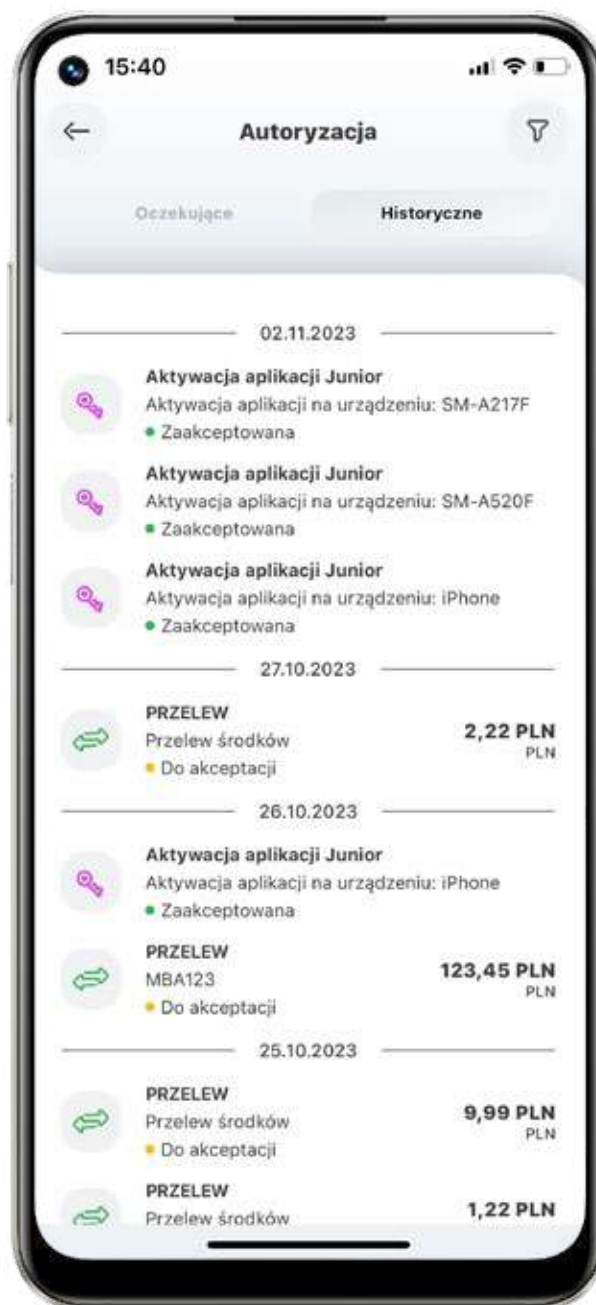 15:40
Autoryzacja
Oczekujące
Historyczne
02.11.2023
Aktywacja aplikacji Junior
Aktywacja aplikacji na urządzeniu: SM-A217F
Zaakceptowana
Aktywacja aplikacji Junior
Aktywacja aplikacji na urządzeniu: SM-A520F
Zaakceptowana
Aktywacja aplikacji Junior
Aktywacja aplikacji na urządzeniu: iPhone
Zaakceptowana
27.10.2023
PRZELEW
Przelew środków
2,22 PLN
PLN
Do akceptacji
26.10.2023
Aktywacja aplikacji Junior
Aktywacja aplikacji na urządzeniu: iPhone
Zaakceptowana
PRZELEW
MBA123
123,45 PLN
PLN
Do akceptacji
25.10.2023
PRZELEW
Przelew środków
9,99 PLN
PLN
Do akceptacji
PRZELEW
Przelew środków
1,22 PLN